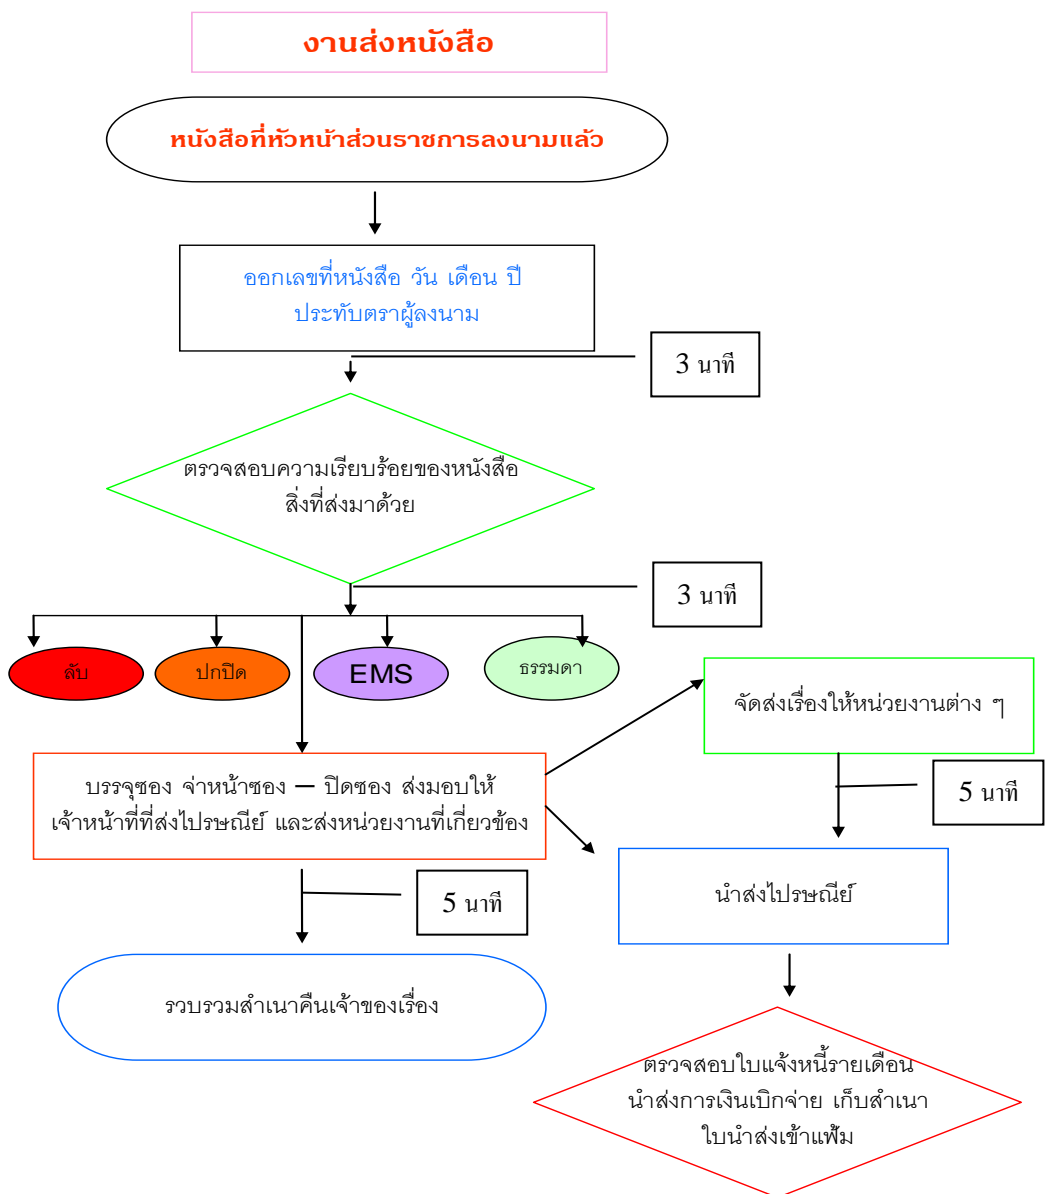 งานส่งหนังสือ
หนังสือที่หัวหน้าส่วนราชการลงนามแล้ว
ออกเลขที่หนังสือ วัน เดือน ปี
ประทับตราผู้ลงนาม
3 นาที
ตรวจสอบความเรียบร้อยของหนังสือ
สิ่งที่ส่งมาด้วย
3 นาที
ลับ
ปกปิด
EMS
ธรรมดา
จัดส่งเรื่องให้หน่วยงานต่าง ๆ
บรรจุซอง จ่าหน้าซอง – ปิดซอง ส่งมอบให้
เจ้าหน้าที่ที่ส่งไปรษณีย์ และส่งหน่วยงานที่เกี่ยวข้อง
5 นาที
นำส่งไปรษณีย์
5 นาที
รวบรวมสำเนาคืนเจ้าของเรื่อง
ตรวจสอบใบแจ้งหนี้รายเดือน
นำส่งการเงินเบิกจ่าย เก็บสำเนา
ใบนำส่งเข้าแฟ้ม